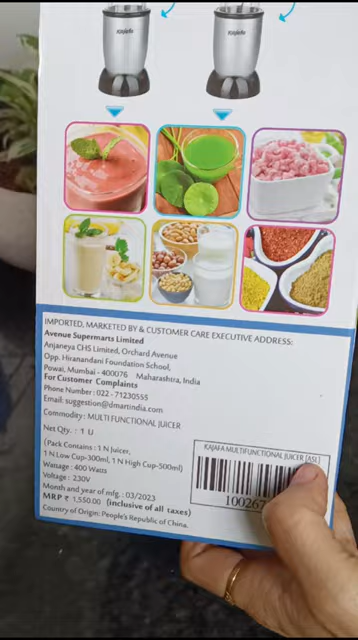 Kajafa
Kajafa
IMPORTED, MARKETED BY & CUSTOMER CARE EXECUTIVE ADDRESS:
Avenue Supermarts Limited
Anjaneya CHS Limited, Orchard Avenue
Opp. Hiranandani Foundation School,
Powai, Mumbai - 400076 Maharashtra, India
For Customer Complaints
Phone Number: 022 - 71230555
Email: suggestion@dmartindia.com
Commodity: MULTI FUNCTIONAL JUICER
Net Qty. : 1 U
(Pack Contains : 1 N Juicer,
1 N Low Cup-300ml, 1 N High Cup-500ml)
Wattage : 400 Watts
Voltage : 230V
Month and year of mfg. : 03/2023
MRP ₹ 1,550.00 (inclusive of all taxes)
Country of Origin: People's Republic of China.
KAJAFA MULTIFUNCTIONAL JUICER [ASL]